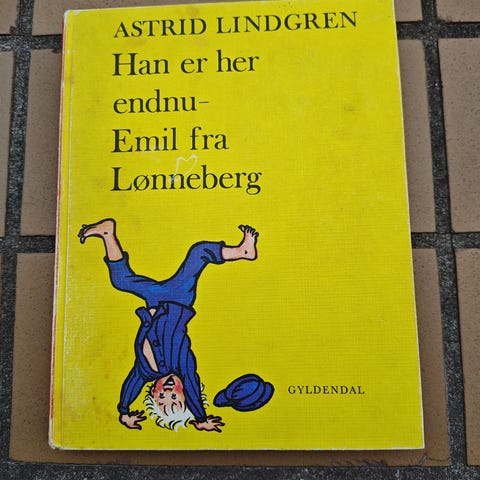 ASTRID LINDGREN
Han er her
endnu–
Emil fra
Lønneberg
GYLDENDAL